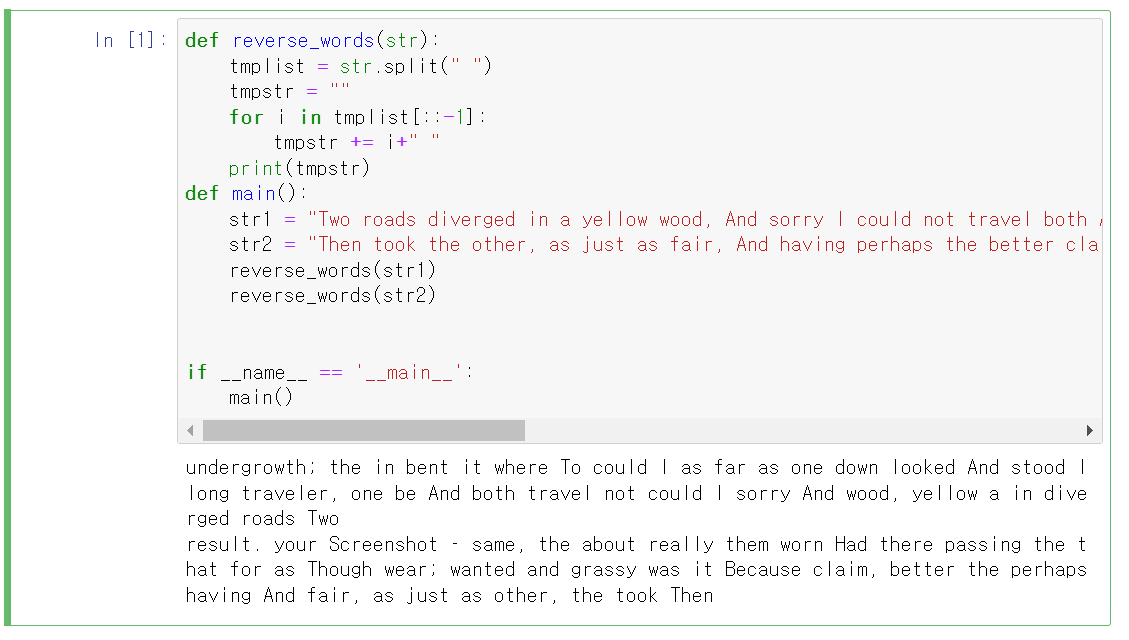 In [1]:
def reverse_words(str):
    tmplist = str.split(" ")
    tmpstr = ""
    for i in tmplist[::-1]:
        tmpstr += i+" "
    print(tmpstr)
def main():
    str1 = "Two roads diverged in a yellow wood, And sorry I could not travel both
    str2 = "Then took the other, as just as fair, And having perhaps the better cla
    reverse_words(str1)
    reverse_words(str2)
if __name__ == '__main__':
    main()
undergrowth; the in bent it where To could I as far as one down looked And stood I
long traveler, one be And both travel not could I sorry And wood, yellow a in dive
rged roads Two
result. your Screenshot - same, the about really them worn Had there passing the t
hat for as Though wear; wanted and grassy was it Because claim, better the perhaps
having And fair, as just as other, the took Then